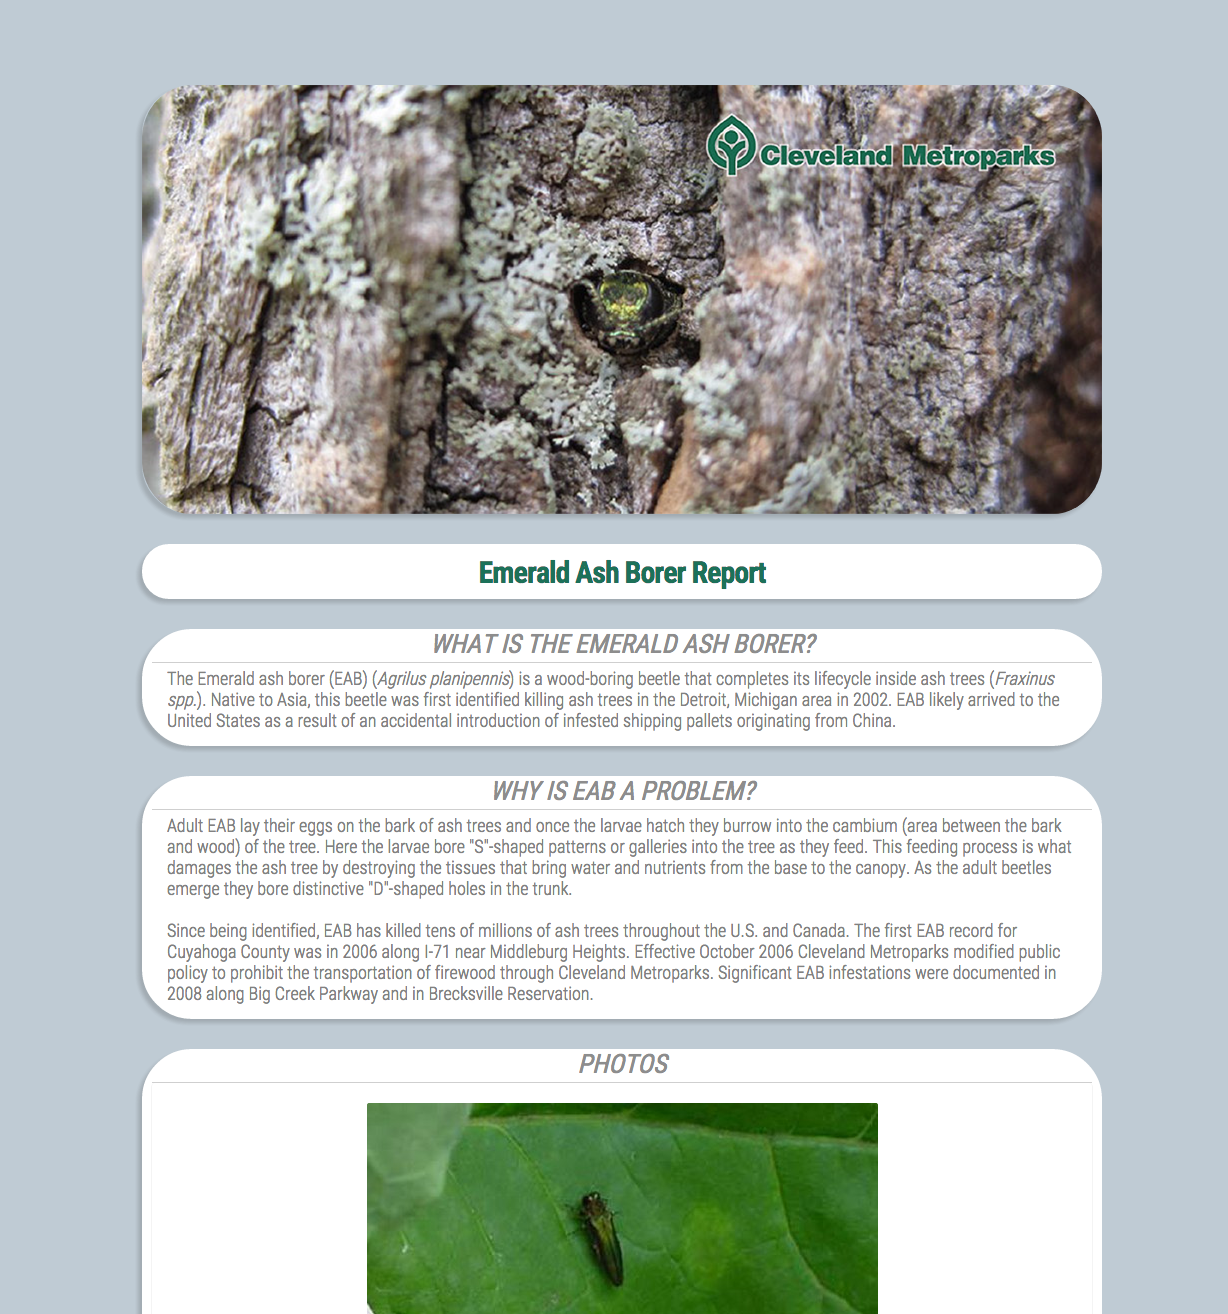 Cleveland Metroparks
Emerald Ash Borer Report
WHAT IS THE EMERALD ASH BORER?
The Emerald ash borer (EAB) (Agrilus planipennis) is a wood-boring beetle that completes its lifecycle inside ash trees (Fraxinus
spp.). Native to Asia, this beetle was first identified killing ash trees in the Detroit, Michigan area in 2002. EAB likely arrived to the
United States as a result of an accidental introduction of infested shipping pallets originating from China.
WHY IS EAB A PROBLEM?
Adult EAB lay their eggs on the bark of ash trees and once the larvae hatch they burrow into the cambium (area between the bark
and wood) of the tree. Here the larvae bore "S"-shaped patterns or galleries into the tree as they feed. This feeding process is what
damages the ash tree by destroying the tissues that bring water and nutrients from the base to the canopy. As the adult beetles
emerge they bore distinctive "D"-shaped holes in the trunk.
Since being identified, EAB has killed tens of millions of ash trees throughout the U.S. and Canada. The first EAB record for
Cuyahoga County was in 2006 along I-71 near Middleburg Heights. Effective October 2006 Cleveland Metroparks modified public
policy to prohibit the transportation of firewood through Cleveland Metroparks. Significant EAB infestations were documented in
2008 along Big Creek Parkway and in Brecksville Reservation.
PHOTOS